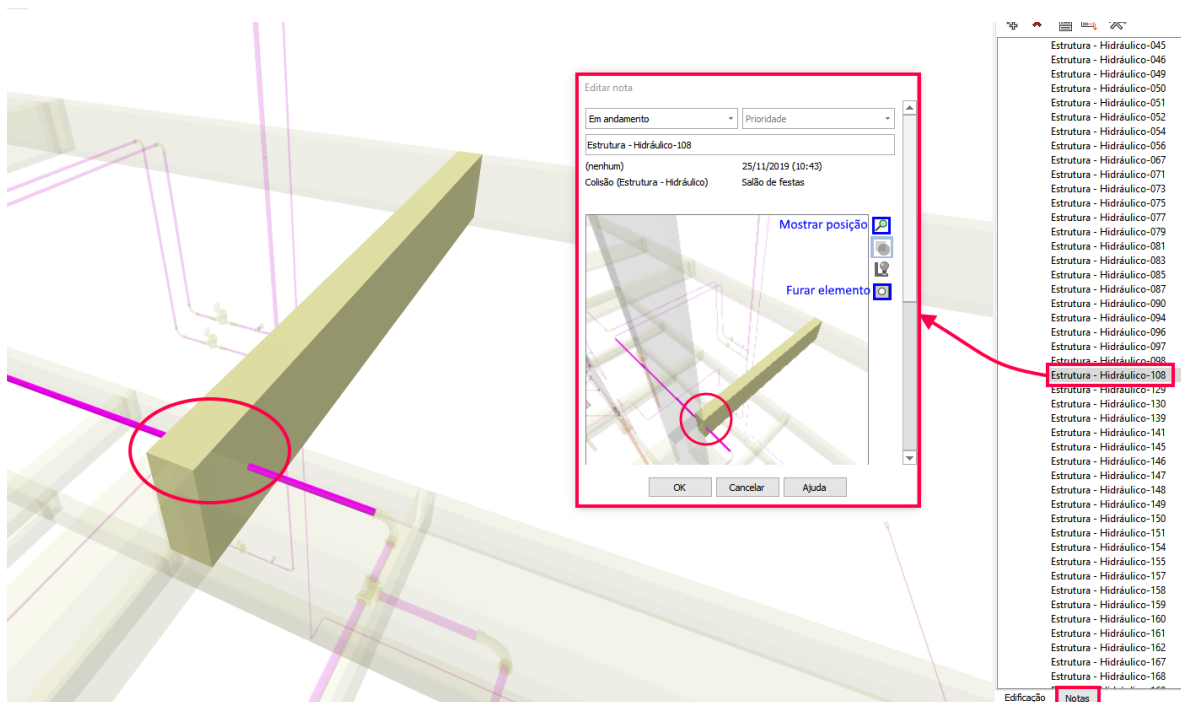 Editar nota
Em andamento
Prioridade
Estrutura - Hidráulico-108
(nenhum)
25/11/2019 (10:43)
Colisão (Estrutura - Hidráulico)
Salão de festas
Mostrar posição
Furar elemento
OK
Cancelar
Ajuda
Estrutura - Hidráulico-045
Estrutura - Hidráulico-046
Estrutura - Hidráulico-049
Estrutura - Hidráulico-050
Estrutura - Hidráulico-051
Estrutura - Hidráulico-052
Estrutura - Hidráulico-054
Estrutura - Hidráulico-056
Estrutura - Hidráulico-067
Estrutura - Hidráulico-071
Estrutura - Hidráulico-073
Estrutura - Hidráulico-075
Estrutura - Hidráulico-077
Estrutura - Hidráulico-079
Estrutura - Hidráulico-081
Estrutura - Hidráulico-083
Estrutura - Hidráulico-085
Estrutura - Hidráulico-087
Estrutura - Hidráulico-090
Estrutura - Hidráulico-094
Estrutura - Hidráulico-096
Estrutura - Hidráulico-097
Estrutura - Hidráulico-098
Estrutura - Hidráulico-108
Estrutura - Hidráulico-129
Estrutura - Hidráulico-130
Estrutura - Hidráulico-139
Estrutura - Hidráulico-141
Estrutura - Hidráulico-145
Estrutura - Hidráulico-146
Estrutura - Hidráulico-147
Estrutura - Hidráulico-148
Estrutura - Hidráulico-149
Estrutura - Hidráulico-150
Estrutura - Hidráulico-151
Estrutura - Hidráulico-154
Estrutura - Hidráulico-155
Estrutura - Hidráulico-157
Estrutura - Hidráulico-158
Estrutura - Hidráulico-159
Estrutura - Hidráulico-160
Estrutura - Hidráulico-161
Estrutura - Hidráulico-162
Estrutura - Hidráulico-167
Estrutura - Hidráulico-168
Edificação
Notas